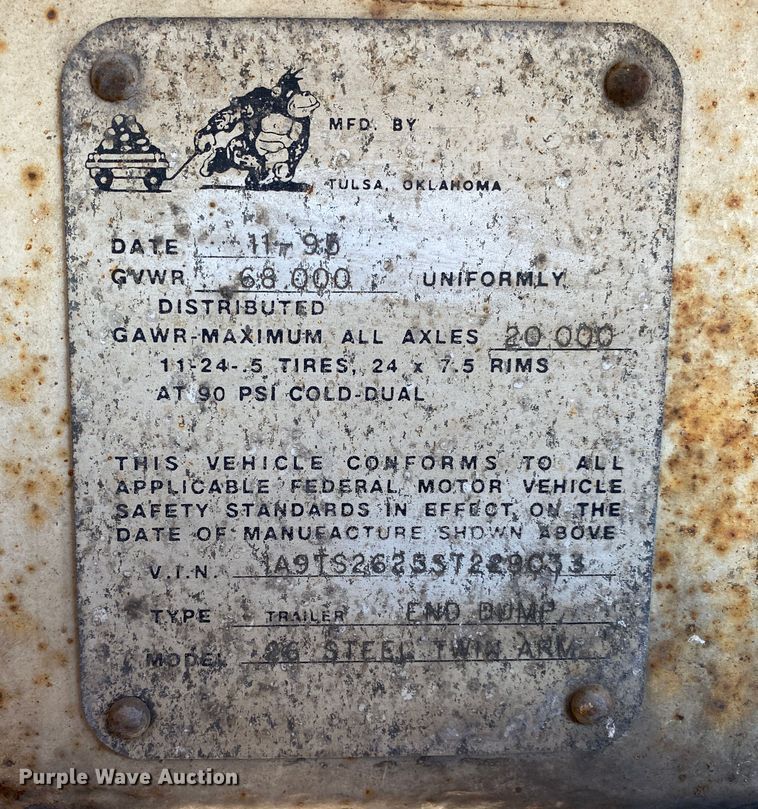 MFD. BY
TULSA, OKLAHOMA
DATE 11-95
GVWR 68 000 UNIFORMLY
DISTRIBUTED
GAWR-MAXIMUM ALL AXLES 20 000
11-24-.5 TIRES, 24 x 7.5 RIMS
AT 90 PSI COLD-DUAL
THIS VEHICLE CONFORMS TO ALL
APPLICABLE FEDERAL MOTOR VEHICLE
SAFETY STANDARDS IN EFFECT ON THE
DATE OF MANUFACTURE SHOWN ABOVE
V.I.N.
TYPE TRAILER END DUMP
MODEL 26 STEEL TWIN ARM
Purple Wave Auction